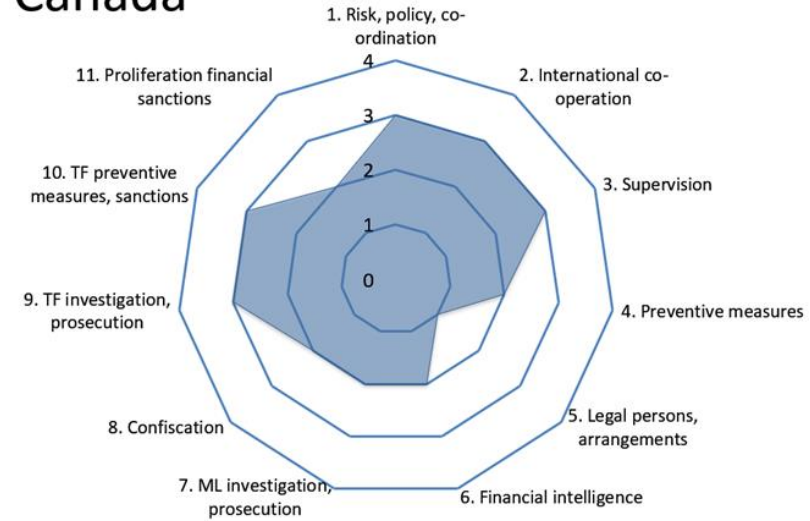 Canada
1. Risk, policy, co-
ordination
2. International co-
operation
3. Supervision
4. Preventive measures
5. Legal persons,
arrangements
6. Financial intelligence
7. ML investigation,
prosecution
8. Confiscation
9. TF investigation,
prosecution
10. TF preventive
measures, sanctions
11. Proliferation financial
sanctions
4
3
2
1
0